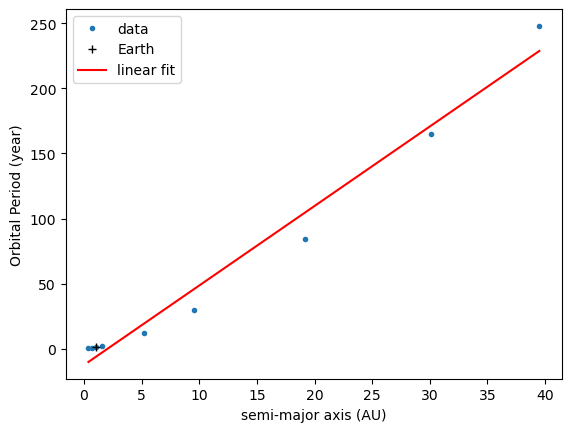 250
200
150
100
50
0
Orbital Period (year)
data
Earth
linear fit
0 5 10 15 20 25 30 35 40
semi-major axis (AU)